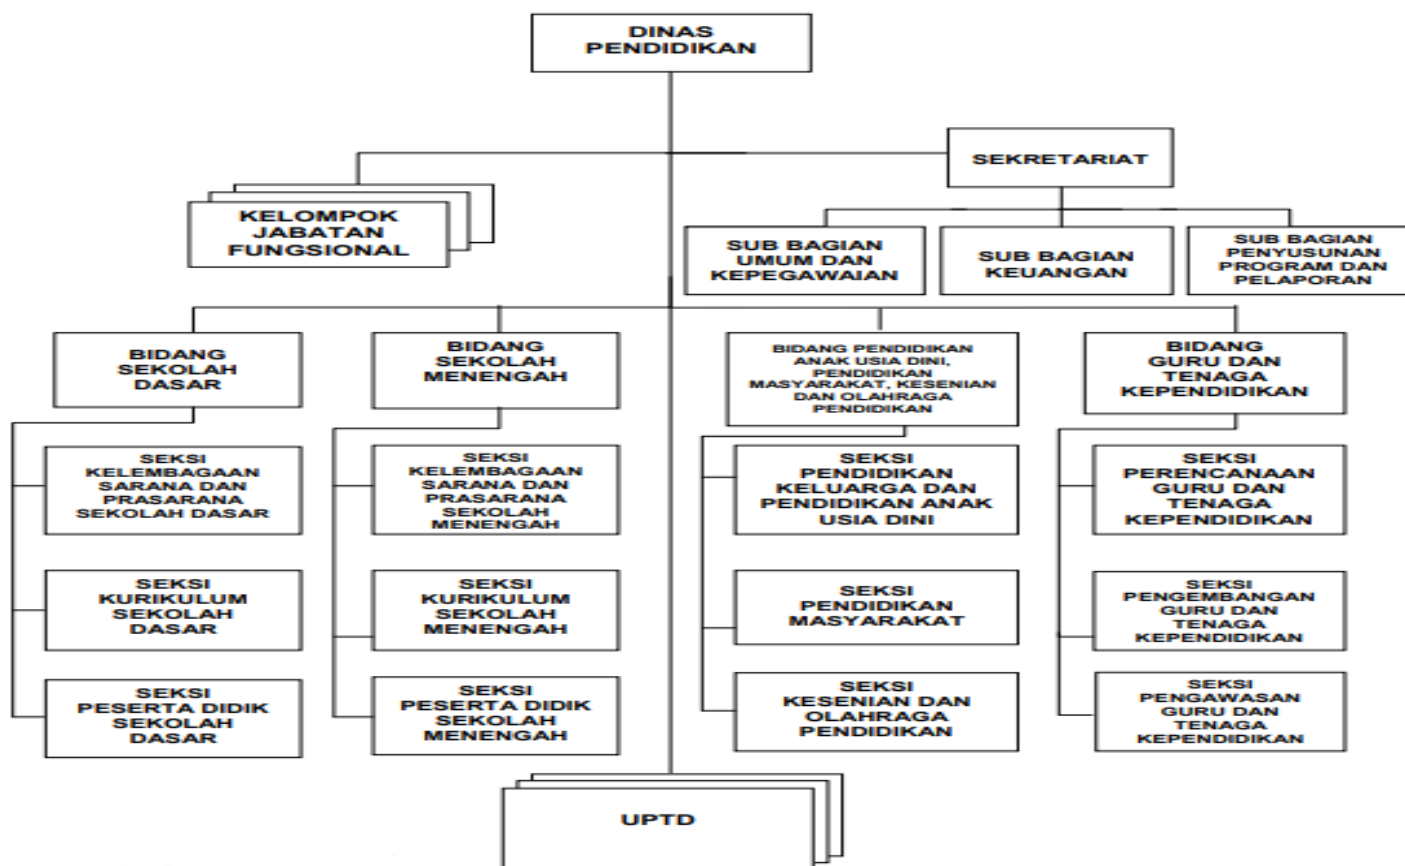 DINAS
PENDIDIKAN
SEKRETARIAT
KELOMPOK
JABATAN
FUNGSIONAL
SUB BAGIAN
UMUM DAN
KEPEGAWAIAN
SUB BAGIAN
KEUANGAN
SUB BAGIAN
PENYUSUNAN
PROGRAM DAN
PELAPORAN
BIDANG
SEKOLAH
DASAR
BIDANG
SEKOLAH
MENENGAH
BIDANG PENDIDIKAN
ANAK USIA DINI,
PENDIDIKAN
MASYARAKAT, KESENIAN
DAN OLAHRAGA
PENDIDIKAN
BIDANG
GURU DAN
TENAGA
KEPENDIDIKAN
SEKSI
KELEMBAGAAN
SARANA DAN
PRASARANA
SEKOLAH DASAR
SEKSI
KELEMBAGAAN
SARANA DAN
PRASARANA
SEKOLAH
MENENGAH
SEKSI
PENDIDIKAN
KELUARGA DAN
PENDIDIKAN ANAK
USIA DINI
SEKSI
PERENCANAAN
GURU DAN
TENAGA
KEPENDIDIKAN
SEKSI
KURIKULUM
SEKOLAH
DASAR
SEKSI
KURIKULUM
SEKOLAH
MENENGAH
SEKSI
PENDIDIKAN
MASYARAKAT
SEKSI
PENGEMBANGAN
GURU DAN
TENAGA
KEPENDIDIKAN
SEKSI
PESERTA DIDIK
SEKOLAH
DASAR
SEKSI
PESERTA DIDIK
SEKOLAH
MENENGAH
SEKSI
KESENIAN DAN
OLAHRAGA
PENDIDIKAN
SEKSI
PENGAWASAN
GURU DAN
TENAGA
KEPENDIDIKAN
UPTD